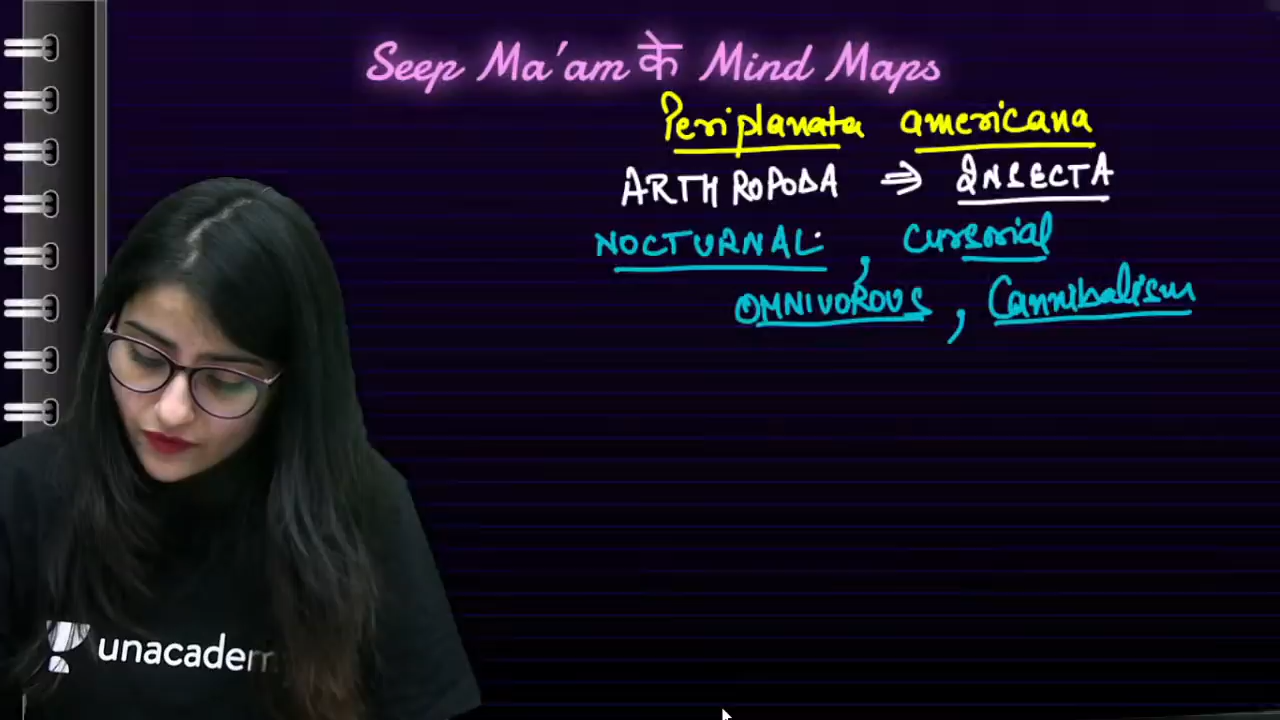 Seep Ma'am के Mind Maps
Periplanata americana
ARTHROPODA ⇒ INSECTA
NOCTURNAL, Cursorial
OMNIVOROUS, Cannibalism
unacadem